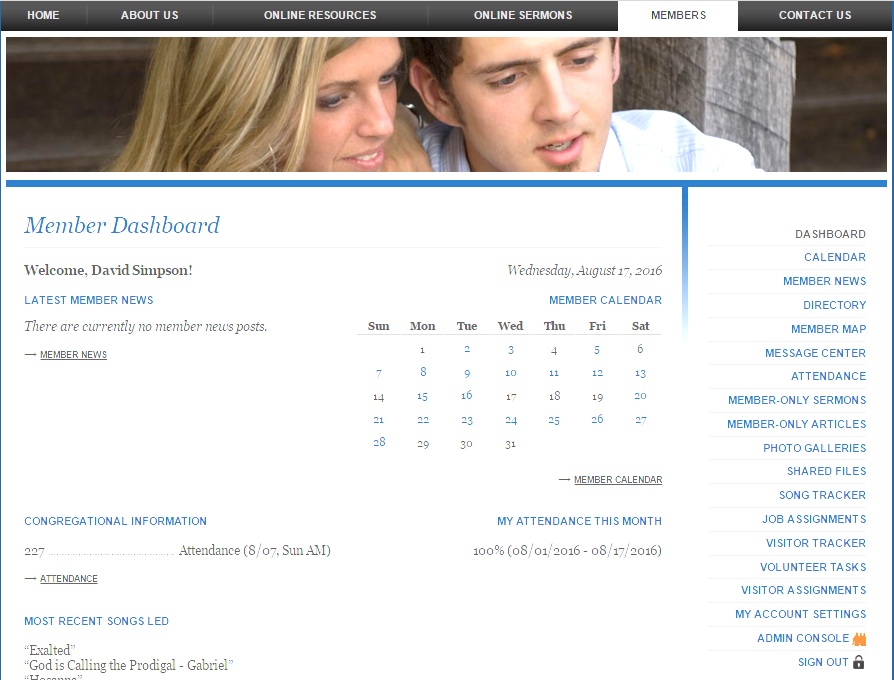 HOME ABOUT US ONLINE RESOURCES ONLINE SERMONS MEMBERS CONTACT US
Member Dashboard
Welcome, David Simpson!
Wednesday, August 17, 2016
LATEST MEMBER NEWS
There are currently no member news posts.
→ MEMBER NEWS
MEMBER CALENDAR
Sun Mon Tue Wed Thu Fri Sat
1 2 3 4 5 6
7 8 9 10 11 12 13
14 15 16 17 18 19 20
21 22 23 24 25 26 27
28 29 30 31
→ MEMBER CALENDAR
CONGREGATIONAL INFORMATION
227 Attendance (8/07, Sun AM)
→ ATTENDANCE
MY ATTENDANCE THIS MONTH
100% (08/01/2016 - 08/17/2016)
MOST RECENT SONGS LED
“Exalted”
“God is Calling the Prodigal - Gabriel”
“Hosanna”
DASHBOARD
CALENDAR
MEMBER NEWS
DIRECTORY
MEMBER MAP
MESSAGE CENTER
ATTENDANCE
MEMBER-ONLY SERMONS
MEMBER-ONLY ARTICLES
PHOTO GALLERIES
SHARED FILES
SONG TRACKER
JOB ASSIGNMENTS
VISITOR TRACKER
VOLUNTEER TASKS
VISITOR ASSIGNMENTS
MY ACCOUNT SETTINGS
ADMIN CONSOLE
SIGN OUT